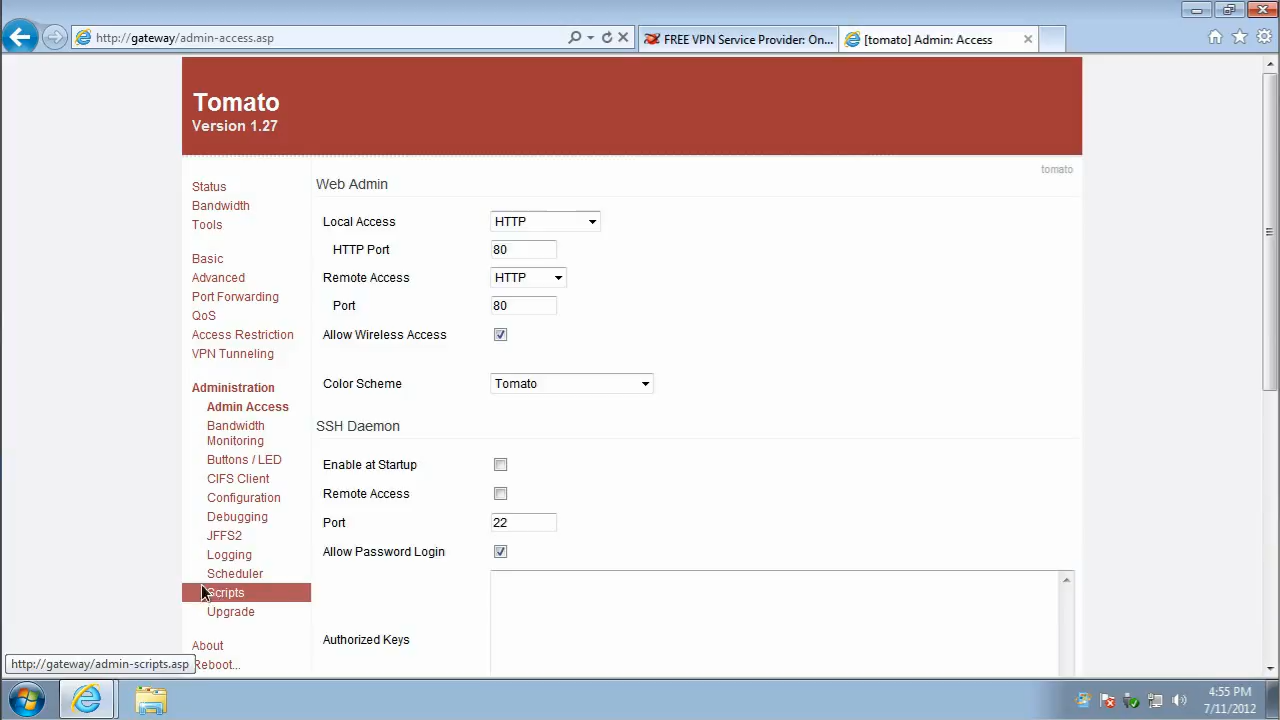 http://gateway/admin-access.asp
FREE VPN Service Provider: On...
[tomato] Admin: Access
Tomato
Version 1.27
tomato
Status
Bandwidth
Tools
Basic
Advanced
Port Forwarding
QoS
Access Restriction
VPN Tunneling
Administration
Admin Access
Bandwidth
Monitoring
Buttons / LED
CIFS Client
Configuration
Debugging
JFFS2
Logging
Scheduler
Scripts
Upgrade
About
Reboot...
Web Admin
Local Access HTTP
HTTP Port 80
Remote Access HTTP
Port 80
Allow Wireless Access
Color Scheme Tomato
SSH Daemon
Enable at Startup
Remote Access
Port 22
Allow Password Login
Authorized Keys
http://gateway/admin-scripts.asp
4:55 PM
7/11/2012